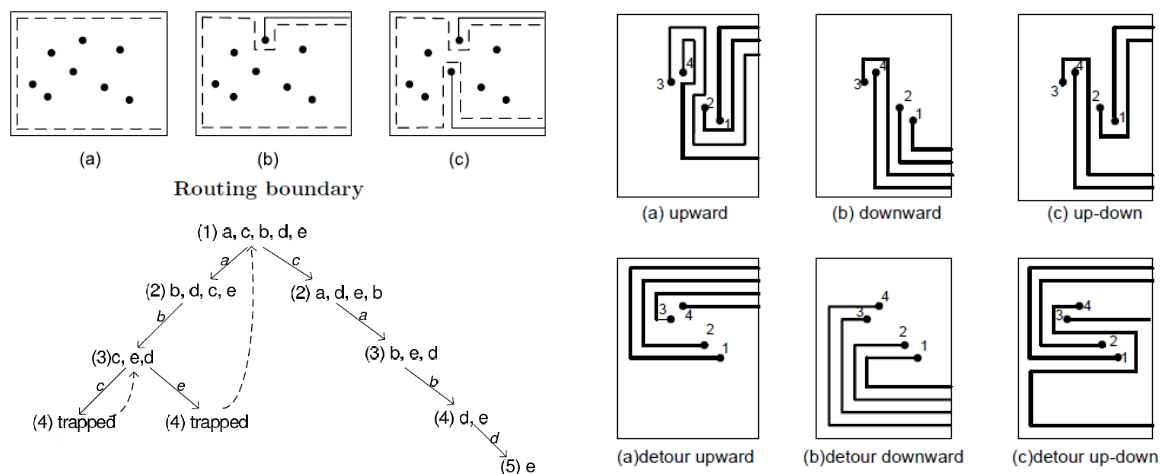 (a) (b) (c)
Routing boundary
(1) a, c, b, d, e
a c
(2) b, d, c, e (2) a, d, e, b
b a
(3)c, e,d (3) b, e, d
c e b
(4) trapped (4) trapped (4) d, e
d
(5) e
4
3
2
1
(a) upward
4
3
2
1
(b) downward
4
3
2
1
(c) up-down
3 4
2
1
(a)detour upward
4
3
2
1
(b)detour downward
4
3
2
1
(c)detour up-down